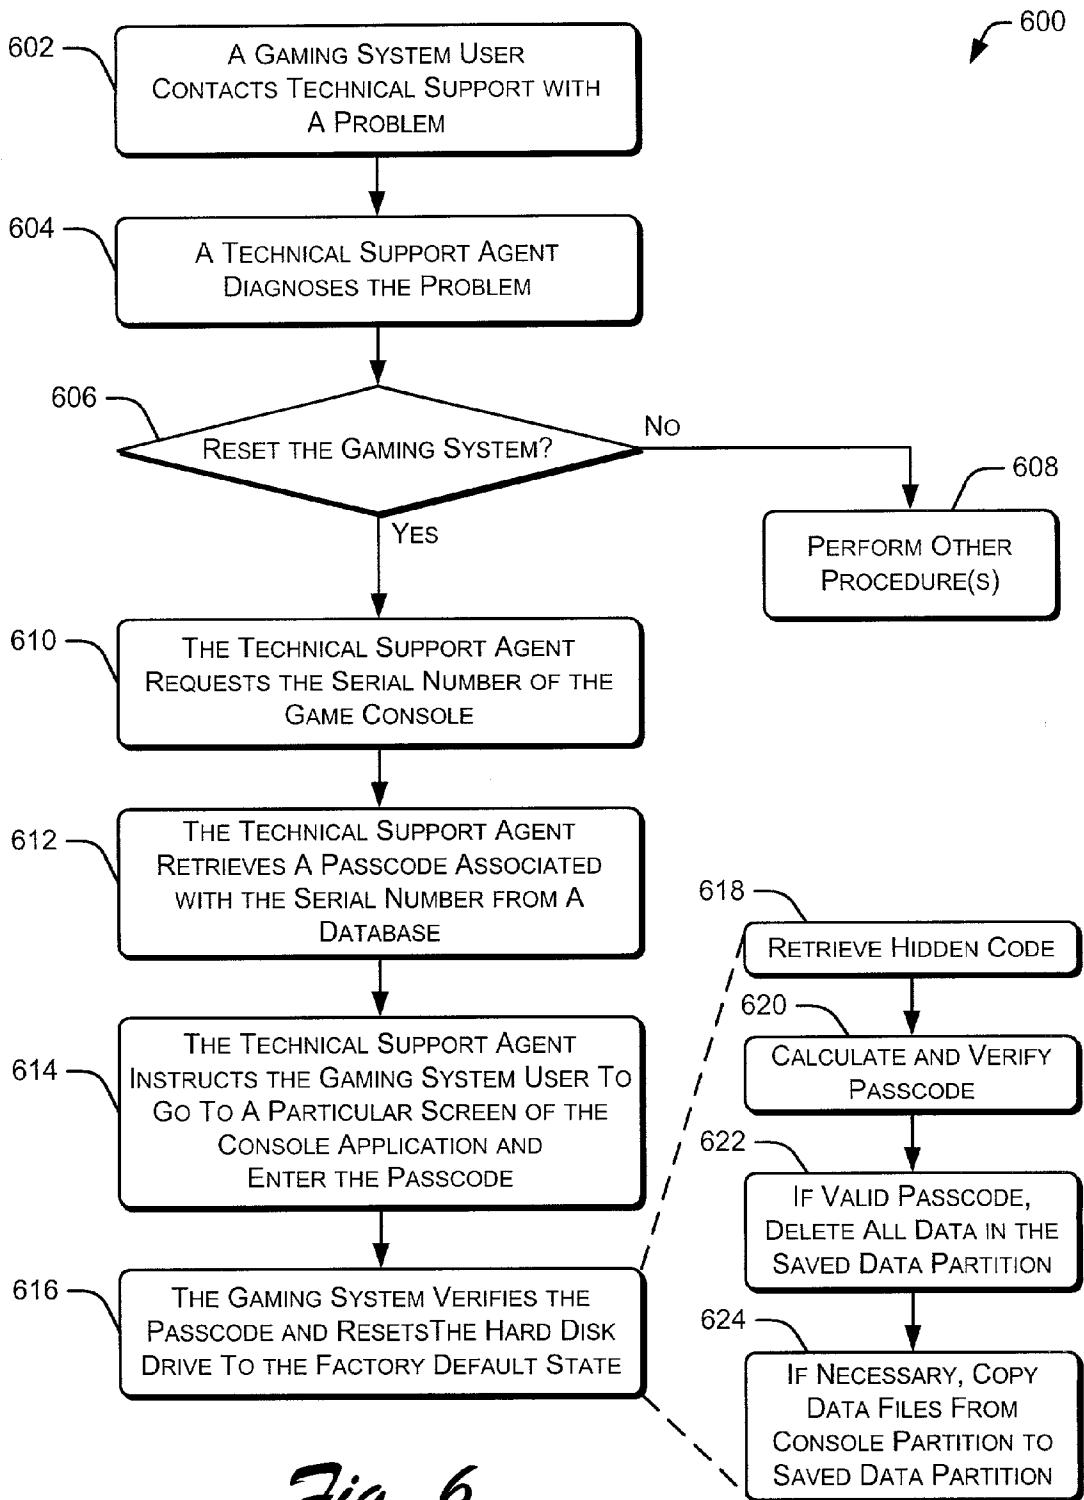 600
602
A GAMING SYSTEM USER
CONTACTS TECHNICAL SUPPORT WITH
A PROBLEM
604
A TECHNICAL SUPPORT AGENT
DIAGNOSES THE PROBLEM
606
RESET THE GAMING SYSTEM?
NO
YES
608
PERFORM OTHER
PROCEDURE(S)
610
THE TECHNICAL SUPPORT AGENT
REQUESTS THE SERIAL NUMBER OF THE
GAME CONSOLE
612
THE TECHNICAL SUPPORT AGENT
RETRIEVES A PASSCODE ASSOCIATED
WITH THE SERIAL NUMBER FROM A
DATABASE
614
THE TECHNICAL SUPPORT AGENT
INSTRUCTS THE GAMING SYSTEM USER TO
GO TO A PARTICULAR SCREEN OF THE
CONSOLE APPLICATION AND
ENTER THE PASSCODE
616
THE GAMING SYSTEM VERIFIES THE
PASSCODE AND RESETSTHE HARD DISK
DRIVE TO THE FACTORY DEFAULT STATE
618
RETRIEVE HIDDEN CODE
620
CALCULATE AND VERIFY
PASSCODE
622
IF VALID PASSCODE,
DELETE ALL DATA IN THE
SAVED DATA PARTITION
624
IF NECESSARY, COPY
DATA FILES FROM
CONSOLE PARTITION TO
SAVED DATA PARTITION
Fig. 6